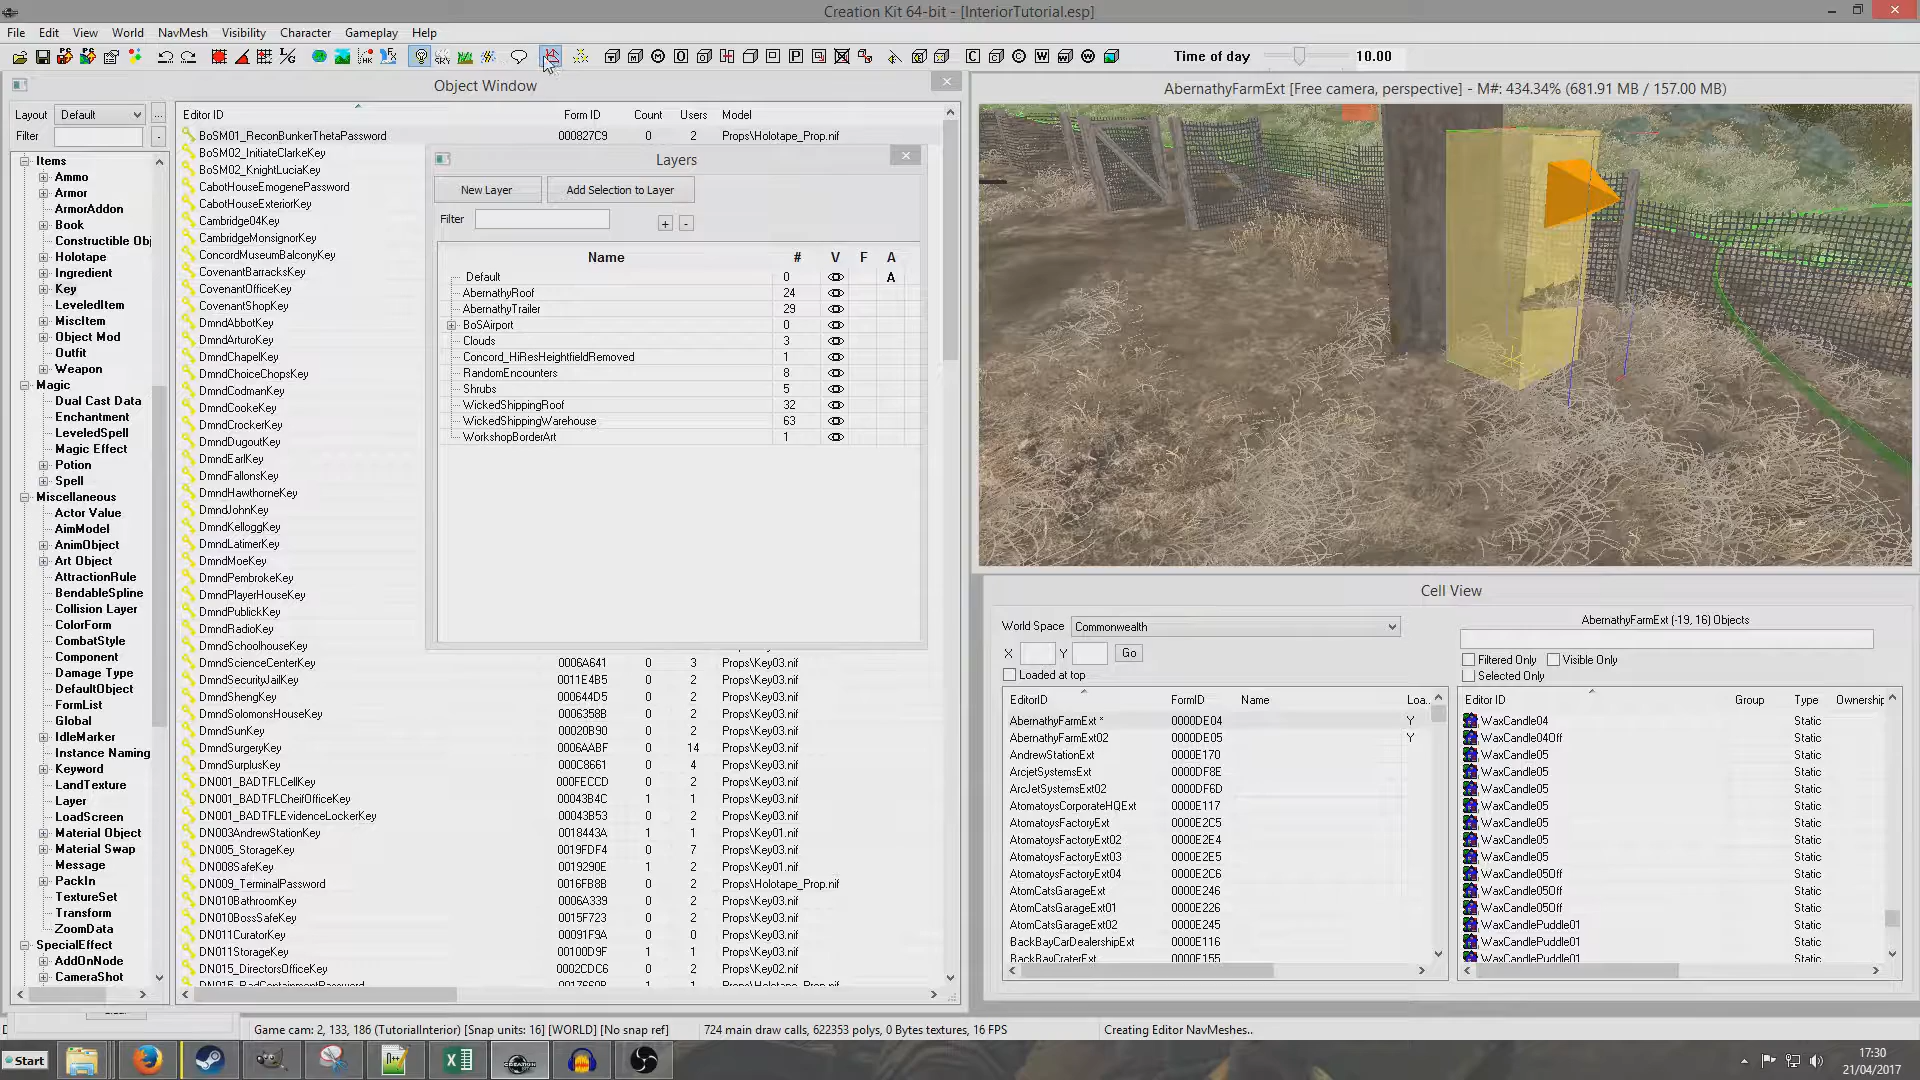 Creation Kit 64-bit - [InteriorTutorial.esp]
File Edit View World NavMesh Visibility Character Gameplay Help
Time of day 10.00
Object Window
Layout Default ...
Filter -
Items
Ammo
Armor
ArmorAddon
Book
Constructible Obj
Holotape
Ingredient
Key
LeveledItem
MiscItem
Object Mod
Outfit
Weapon
Magic
Dual Cast Data
Enchantment
LeveledSpell
Magic Effect
Potion
Spell
Miscellaneous
Actor Value
AimModel
AnimObject
Art Object
AttractionRule
BendableSpline
Collision Layer
ColorForm
CombatStyle
Component
Damage Type
DefaultObject
FormList
Global
IdleMarker
Instance Naming
Keyword
LandTexture
Layer
LoadScreen
Material Object
Material Swap
Message
PackIn
TextureSet
Transform
ZoomData
SpecialEffect
AddOnNode
CameraShot
Editor ID Form ID Count Users Model
BoSM01_ReconBunkerThetaPassword 000827C9 0 2 Props\Holotape_Prop.nif
BoSM02_InitiateClarkeKey
BoSM02_KnightLuciaKey
CabotHouseEmogenePassword
CabotHouseExteriorKey
Cambridge04Key
CambridgeMonsignorKey
ConcordMuseumBalconyKey
CovenantBarracksKey
CovenantOfficeKey
CovenantShopKey
DmndAbbotKey
DmndArturoKey
DmndChapelKey
DmndChoiceChopsKey
DmndCodmanKey
DmndCookeKey
DmndCrockerKey
DmndDugoutKey
DmndEarlKey
DmndFallonsKey
DmndHawthorneKey
DmndJohnKey
DmndKelloggKey
DmndLatimerKey
DmndMoeKey
DmndPembrokeKey
DmndPlayerHouseKey
DmndPublickKey
DmndRadioKey
DmndSchoolhouseKey
DmndScienceCenterKey 0006A641 0 3 Props\Key03.nif
DmndSecurityJailKey 0011E4B5 0 2 Props\Key03.nif
DmndShengKey 000644D5 0 2 Props\Key03.nif
DmndSolomonsHouseKey 0006358B 0 2 Props\Key03.nif
DmndSunKey 00020B90 0 2 Props\Key03.nif
DmndSurgeryKey 0006AABF 0 14 Props\Key03.nif
DmndSurplusKey 000C8661 0 4 Props\Key03.nif
DN001_BADTFLCellKey 000FECCD 0 2 Props\Key03.nif
DN001_BADTFLCheifOfficeKey 00043B4C 1 1 Props\Key03.nif
DN001_BADTFLEvidenceLockerKey 00043B53 0 2 Props\Key03.nif
DN003AndrewStationKey 0018443A 1 1 Props\Key01.nif
DN005_StorageKey 0019FDF4 0 7 Props\Key03.nif
DN008SafeKey 0019290E 1 2 Props\Key01.nif
DN009_TerminalPassword 0016FB8B 0 2 Props\Holotape_Prop.nif
DN010BathroomKey 0006A339 0 2 Props\Key03.nif
DN010BossSafeKey 0015F723 0 2 Props\Key03.nif
DN011CuratorKey 00091F9A 0 0 Props\Key03.nif
DN011StorageKey 00100D9F 1 1 Props\Key03.nif
DN015_DirectorsOfficeKey 0002CDC6 0 2 Props\Key02.nif
Layers
New Layer Add Selection to Layer
Filter + -
Name # V F A
Default 0 A
AbernathyRoof 24
AbernathyTrailer 29
BoSAirport 0
Clouds 3
Concord_HiResHeightfieldRemoved 1
RandomEncounters 8
Shrubs 5
WickedShippingRoof 32
WickedShippingWarehouse 63
WorkshopBorderArt 1
AbernathyFarmExt [Free camera, perspective] - M#: 434.34% (681.91 MB / 157.00 MB)
Cell View
World Space Commonwealth
X Y Go
Loaded at top
EditorID FormID Name Loa..
AbernathyFarmExt * 0000DE04 Y
AbernathyFarmExt02 0000DE05 Y
AndrewStationExt 0000E170
ArcjetSystemsExt 0000DF8E
ArcJetSystemsExt02 0000DF6D
AtomatoysCorporateHQExt 0000E117
AtomatoysFactoryExt 0000E2C5
AtomatoysFactoryExt02 0000E2E4
AtomatoysFactoryExt03 0000E2E5
AtomatoysFactoryExt04 0000E2C6
AtomCatsGarageExt 0000E246
AtomCatsGarageExt01 0000E226
AtomCatsGarageExt02 0000E245
BackBayCarDealershipExt 0000E116
BackBayCraterExt 0000E155
AbernathyFarmExt (-19, 16) Objects
Filtered Only Visible Only
Selected Only
Editor ID Group Type Ownership
WaxCandle04 Static
WaxCandle04Off Static
WaxCandle05 Static
WaxCandle05 Static
WaxCandle05 Static
WaxCandle05 Static
WaxCandle05 Static
WaxCandle05 Static
WaxCandle05 Static
WaxCandle05Off Static
WaxCandle05Off Static
WaxCandle05Off Static
WaxCandlePuddle01 Static
WaxCandlePuddle01 Static
WaxCandlePuddle01 Static
Game cam: 2, 133, 186 (TutorialInterior) [Snap units: 16] [WORLD] [No snap ref] 724 main draw calls, 622353 polys, 0 Bytes textures, 16 FPS Creating Editor NavMeshes..
Start
17:30
21/04/2017